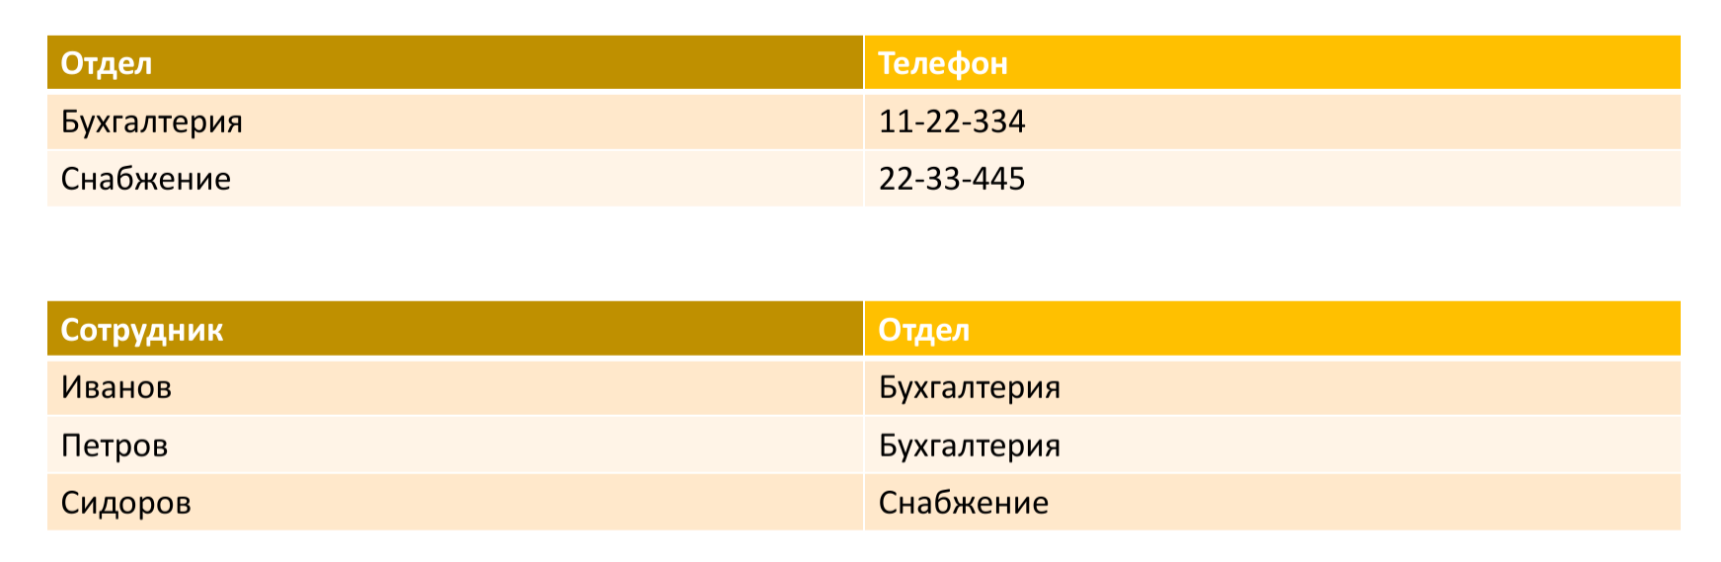 Отдел Телефон
Бухгалтерия 11-22-334
Снабжение 22-33-445
Сотрудник Отдел
Иванов Бухгалтерия
Петров Бухгалтерия
Сидоров Снабжение